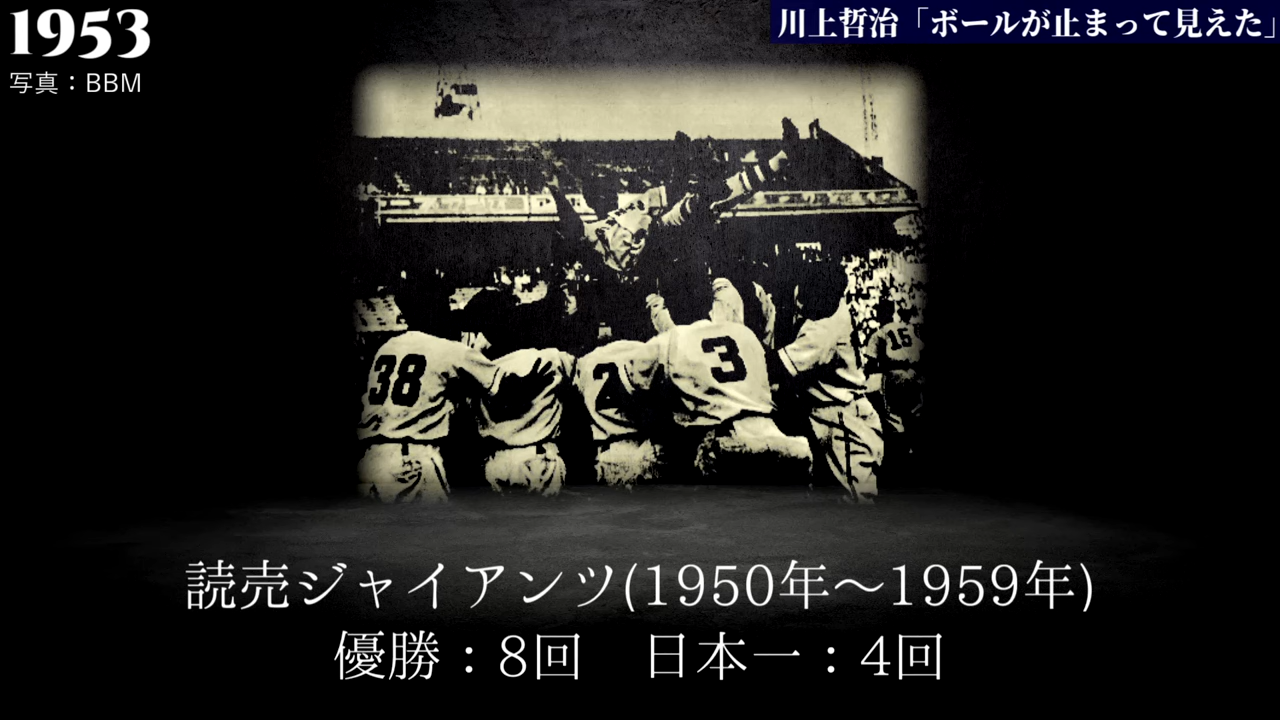 1953
写真：BBM
川上哲治「ボールが止まって見えた」
38
2
3
15
読売ジャイアンツ(1950年～1959年)
優勝：8回　日本一：4回